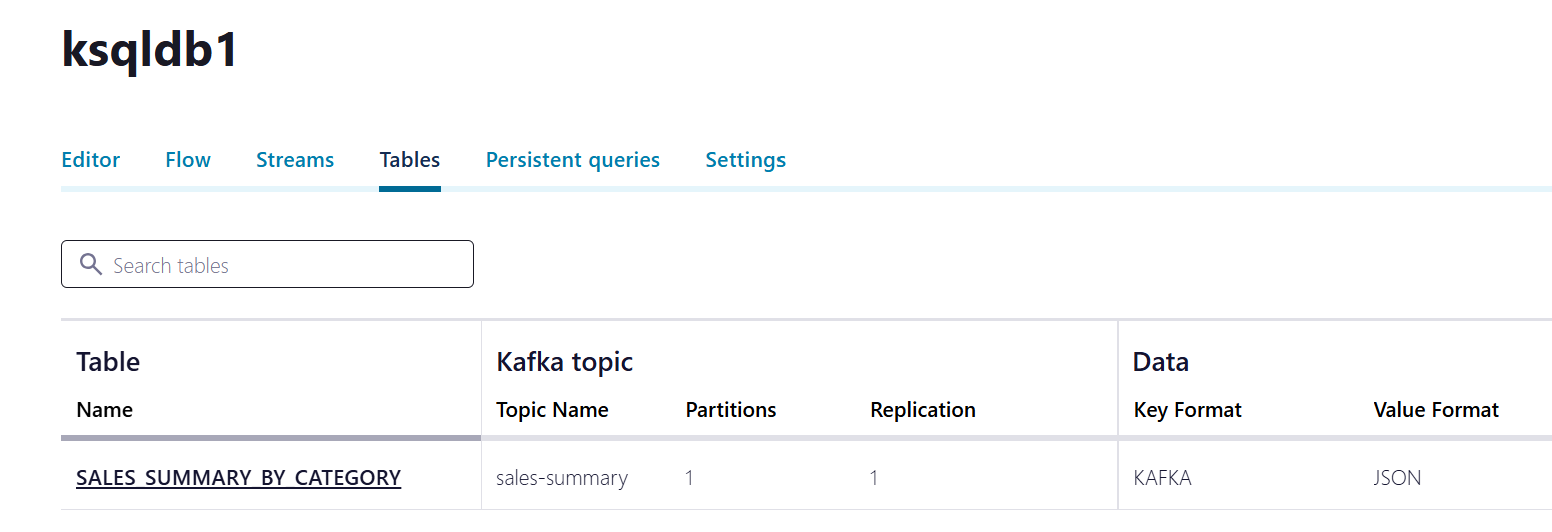 ksqldb1
Editor Flow Streams Tables Persistent queries Settings
Search tables
Table Kafka topic Data
Name Topic Name Partitions Replication Key Format Value Format
SALES_SUMMARY_BY_CATEGORY sales-summary 1 1 KAFKA JSON